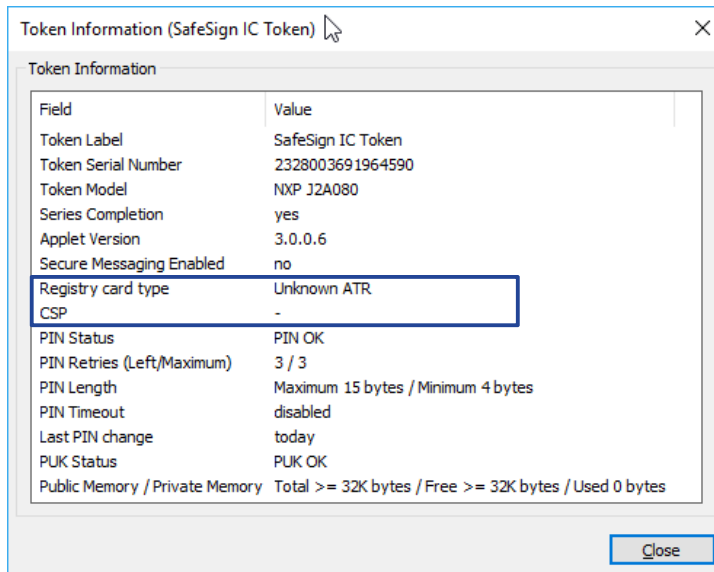 Token Information (SafeSign IC Token)
Token Information
Field Value
Token Label SafeSign IC Token
Token Serial Number 2328003691964590
Token Model NXP J2A080
Series Completion yes
Applet Version 3.0.0.6
Secure Messaging Enabled no
Registry card type Unknown ATR
CSP -
PIN Status PIN OK
PIN Retries (Left/Maximum) 3 / 3
PIN Length Maximum 15 bytes / Minimum 4 bytes
PIN Timeout disabled
Last PIN change today
PUK Status PUK OK
Public Memory / Private Memory Total >= 32K bytes / Free >= 32K bytes / Used 0 bytes
Close